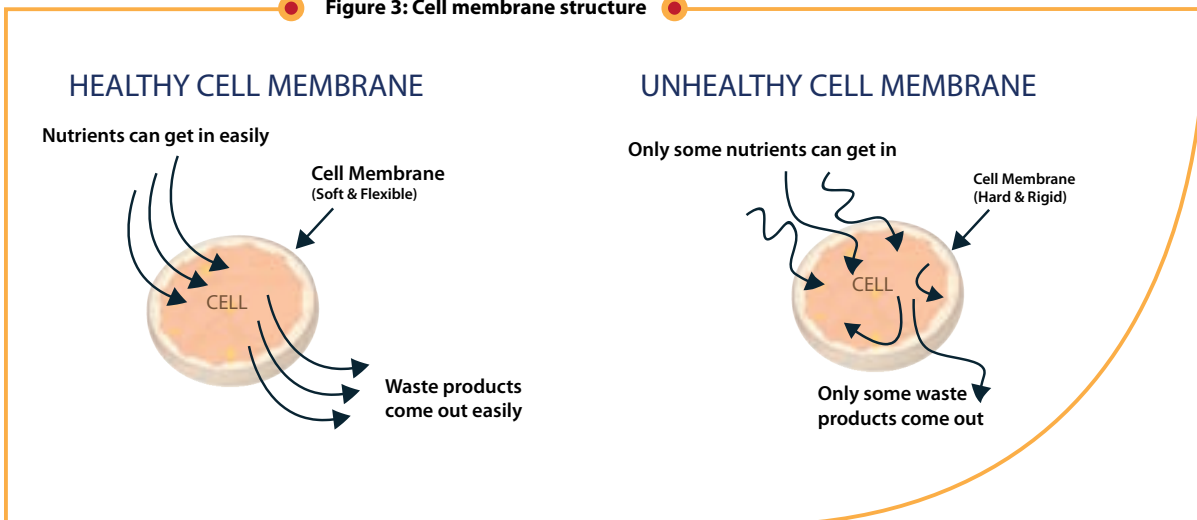 Figure 3: Cell membrane structure
HEALTHY CELL MEMBRANE
Nutrients can get in easily
Cell Membrane
(Soft & Flexible)
CELL
Waste products
come out easily
UNHEALTHY CELL MEMBRANE
Only some nutrients can get in
Cell Membrane
(Hard & Rigid)
CELL
Only some waste
products come out